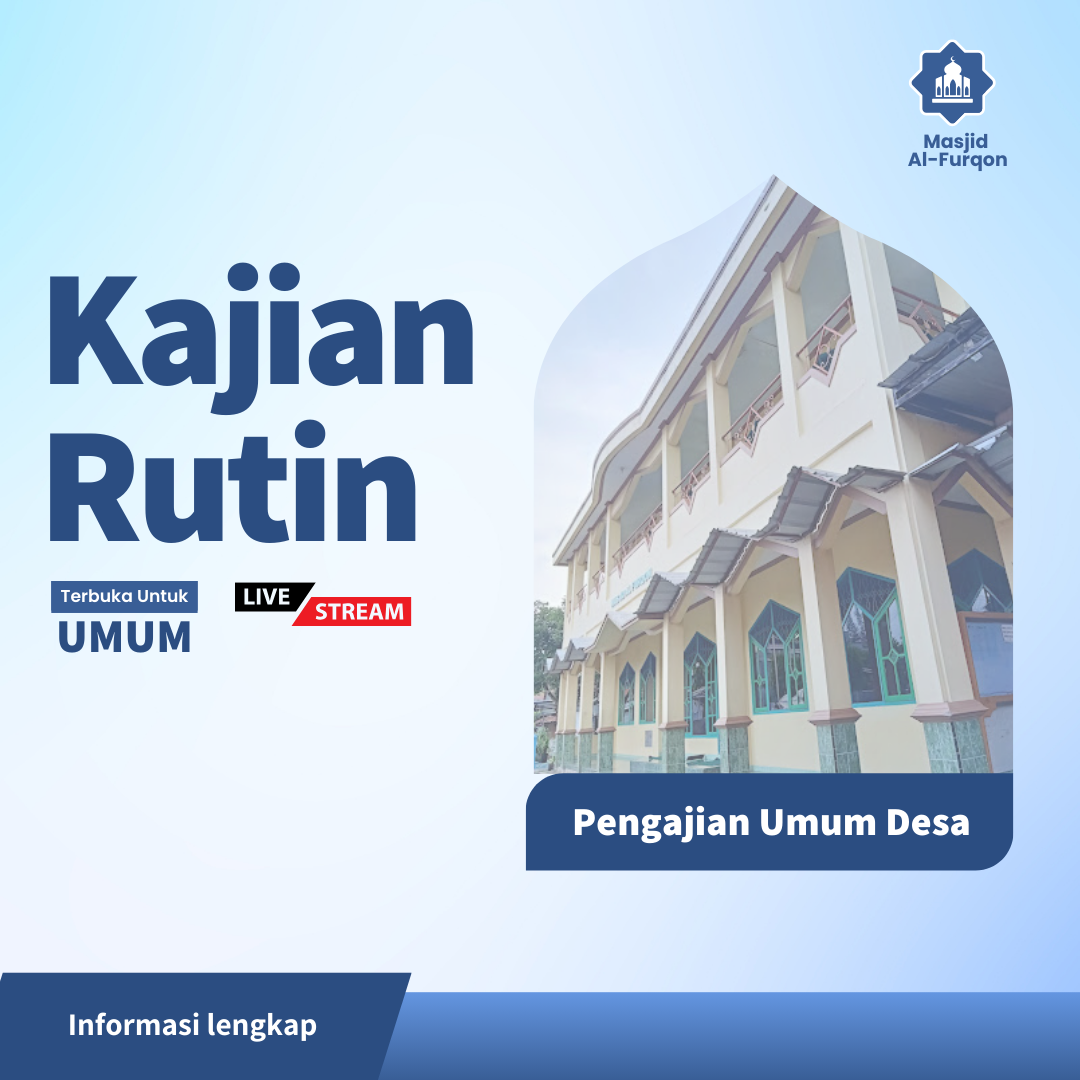 Masjid
Al-Furqon
Kajian
Rutin
Terbuka Untuk
UMUM
LIVE
STREAM
Pengajian Umum Desa
Informasi lengkap